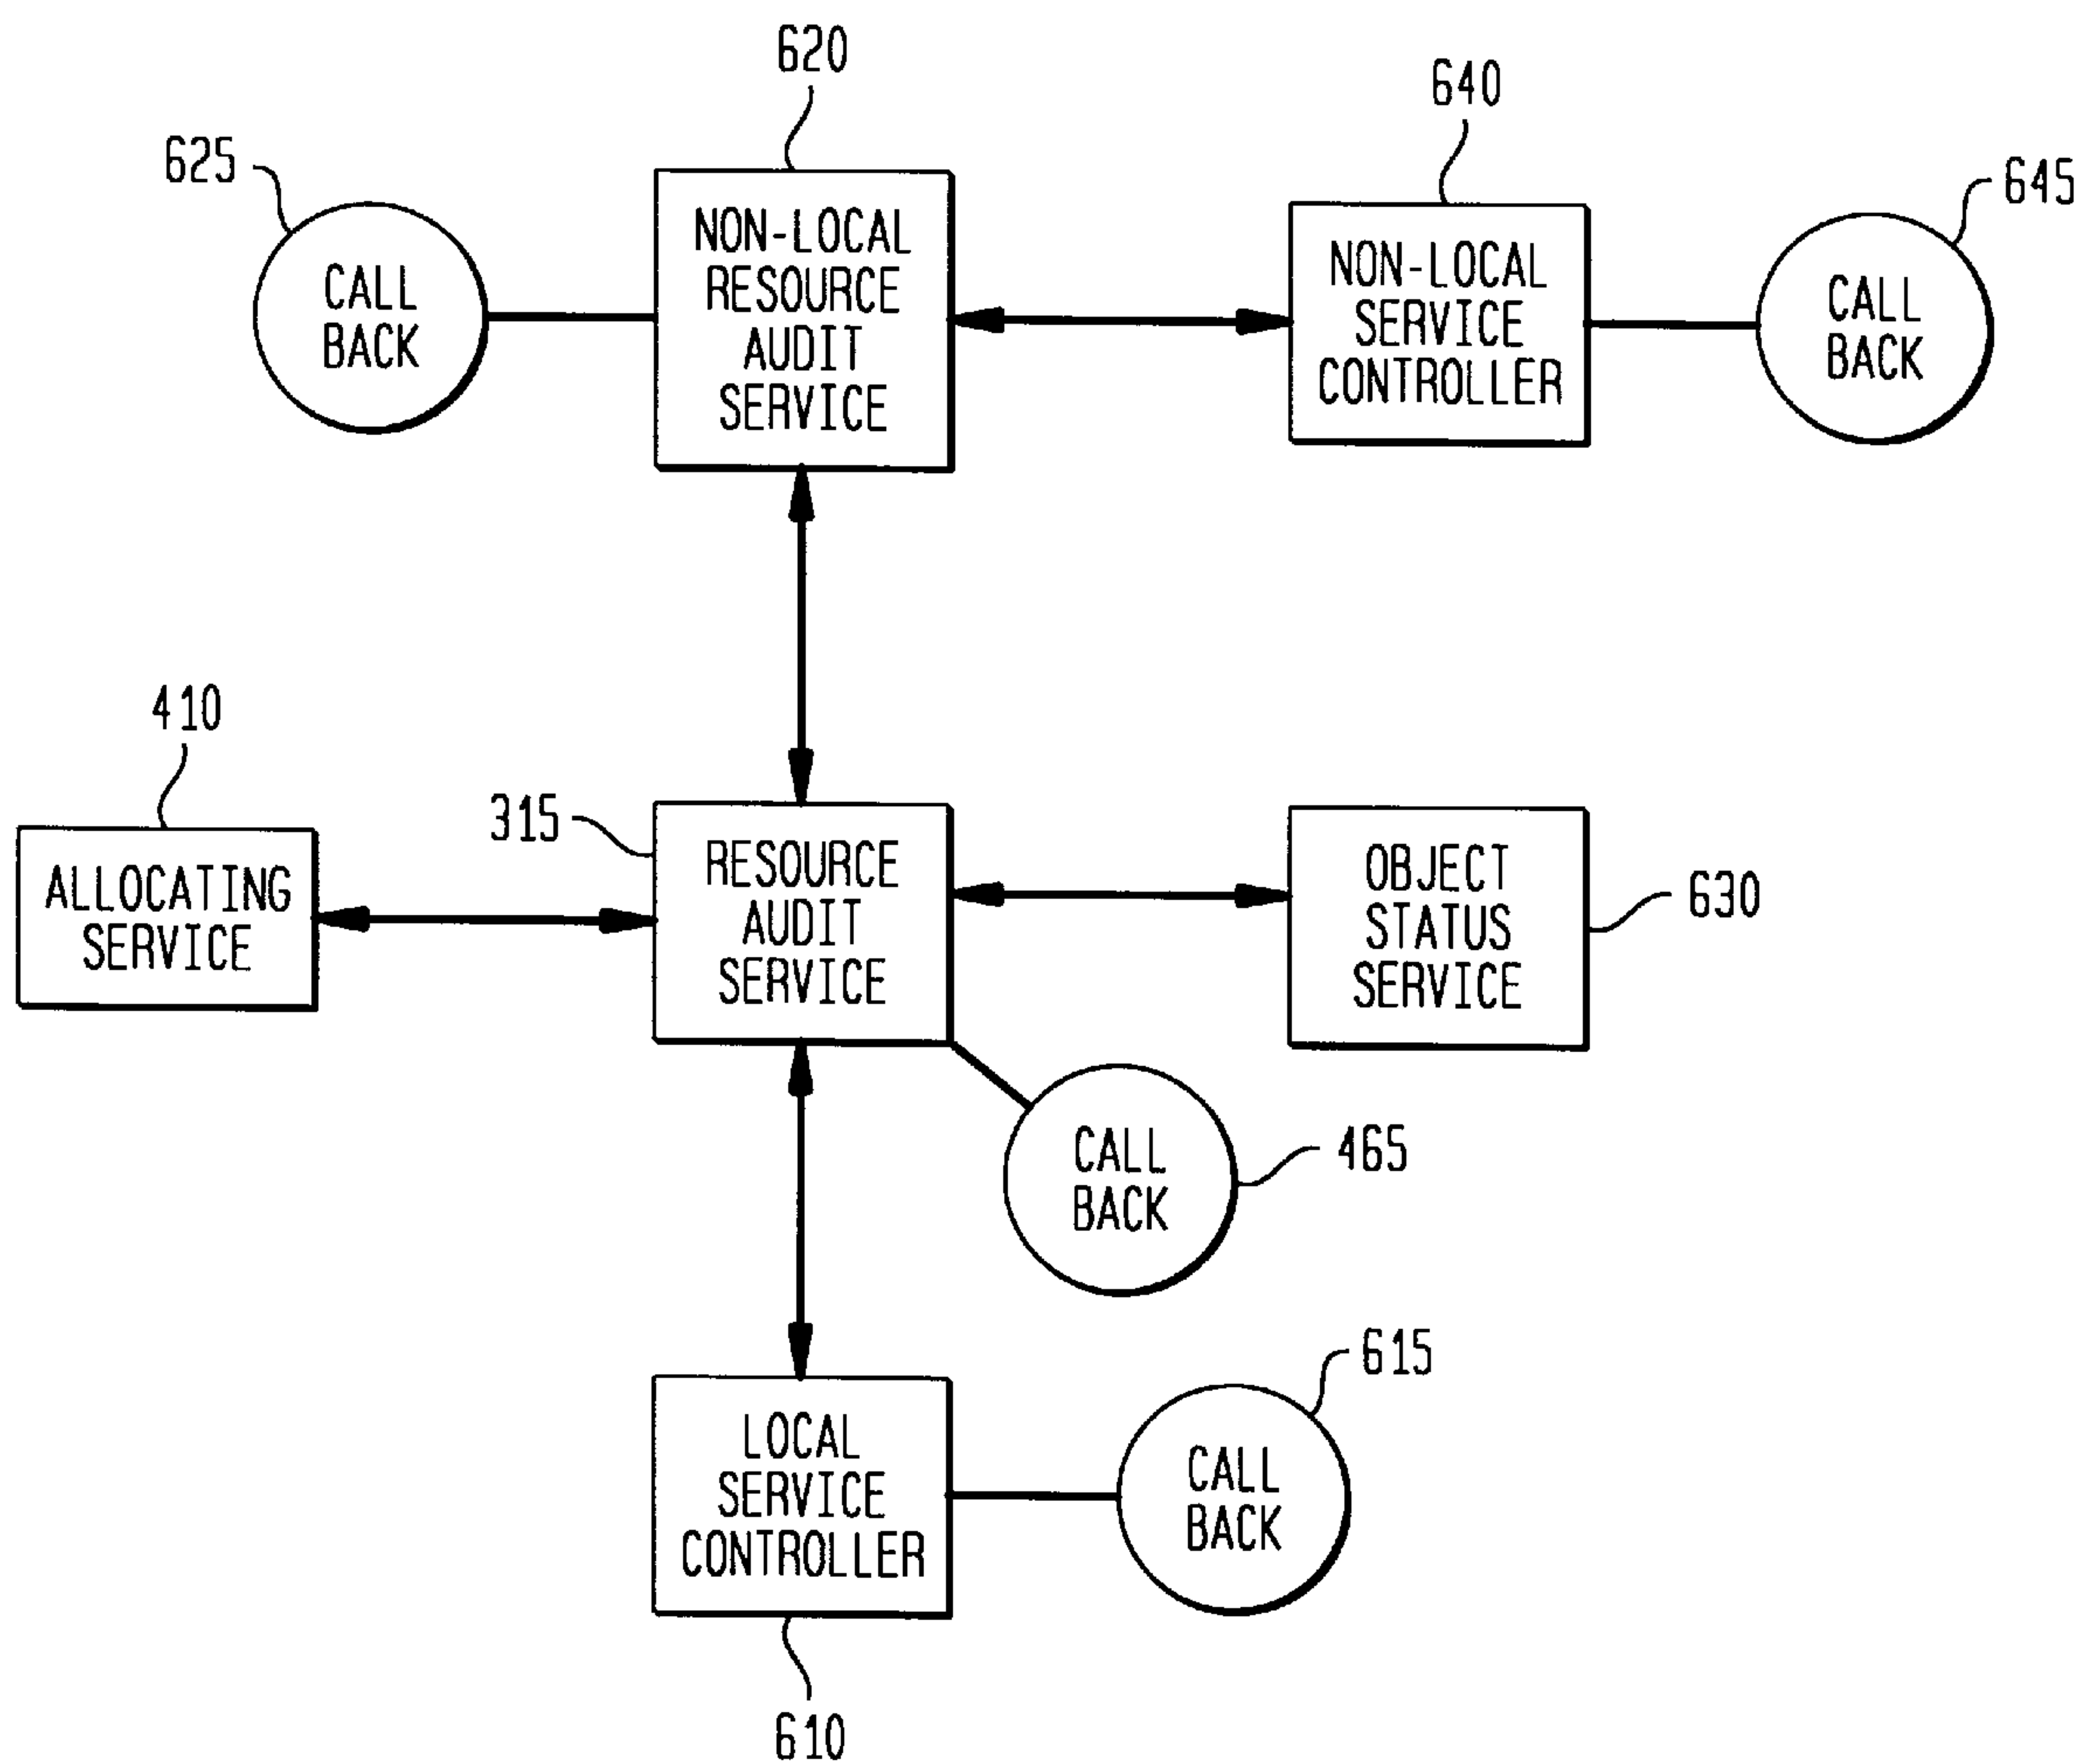 620
640
625
645
NON-LOCAL
RESOURCE
AUDIT
SERVICE
NON-LOCAL
SERVICE
CONTROLLER
CALL
BACK
CALL
BACK
410
315
ALLOCATING
SERVICE
RESOURCE
AUDIT
SERVICE
OBJECT
STATUS
SERVICE
630
CALL
BACK
465
615
LOCAL
SERVICE
CONTROLLER
CALL
BACK
610